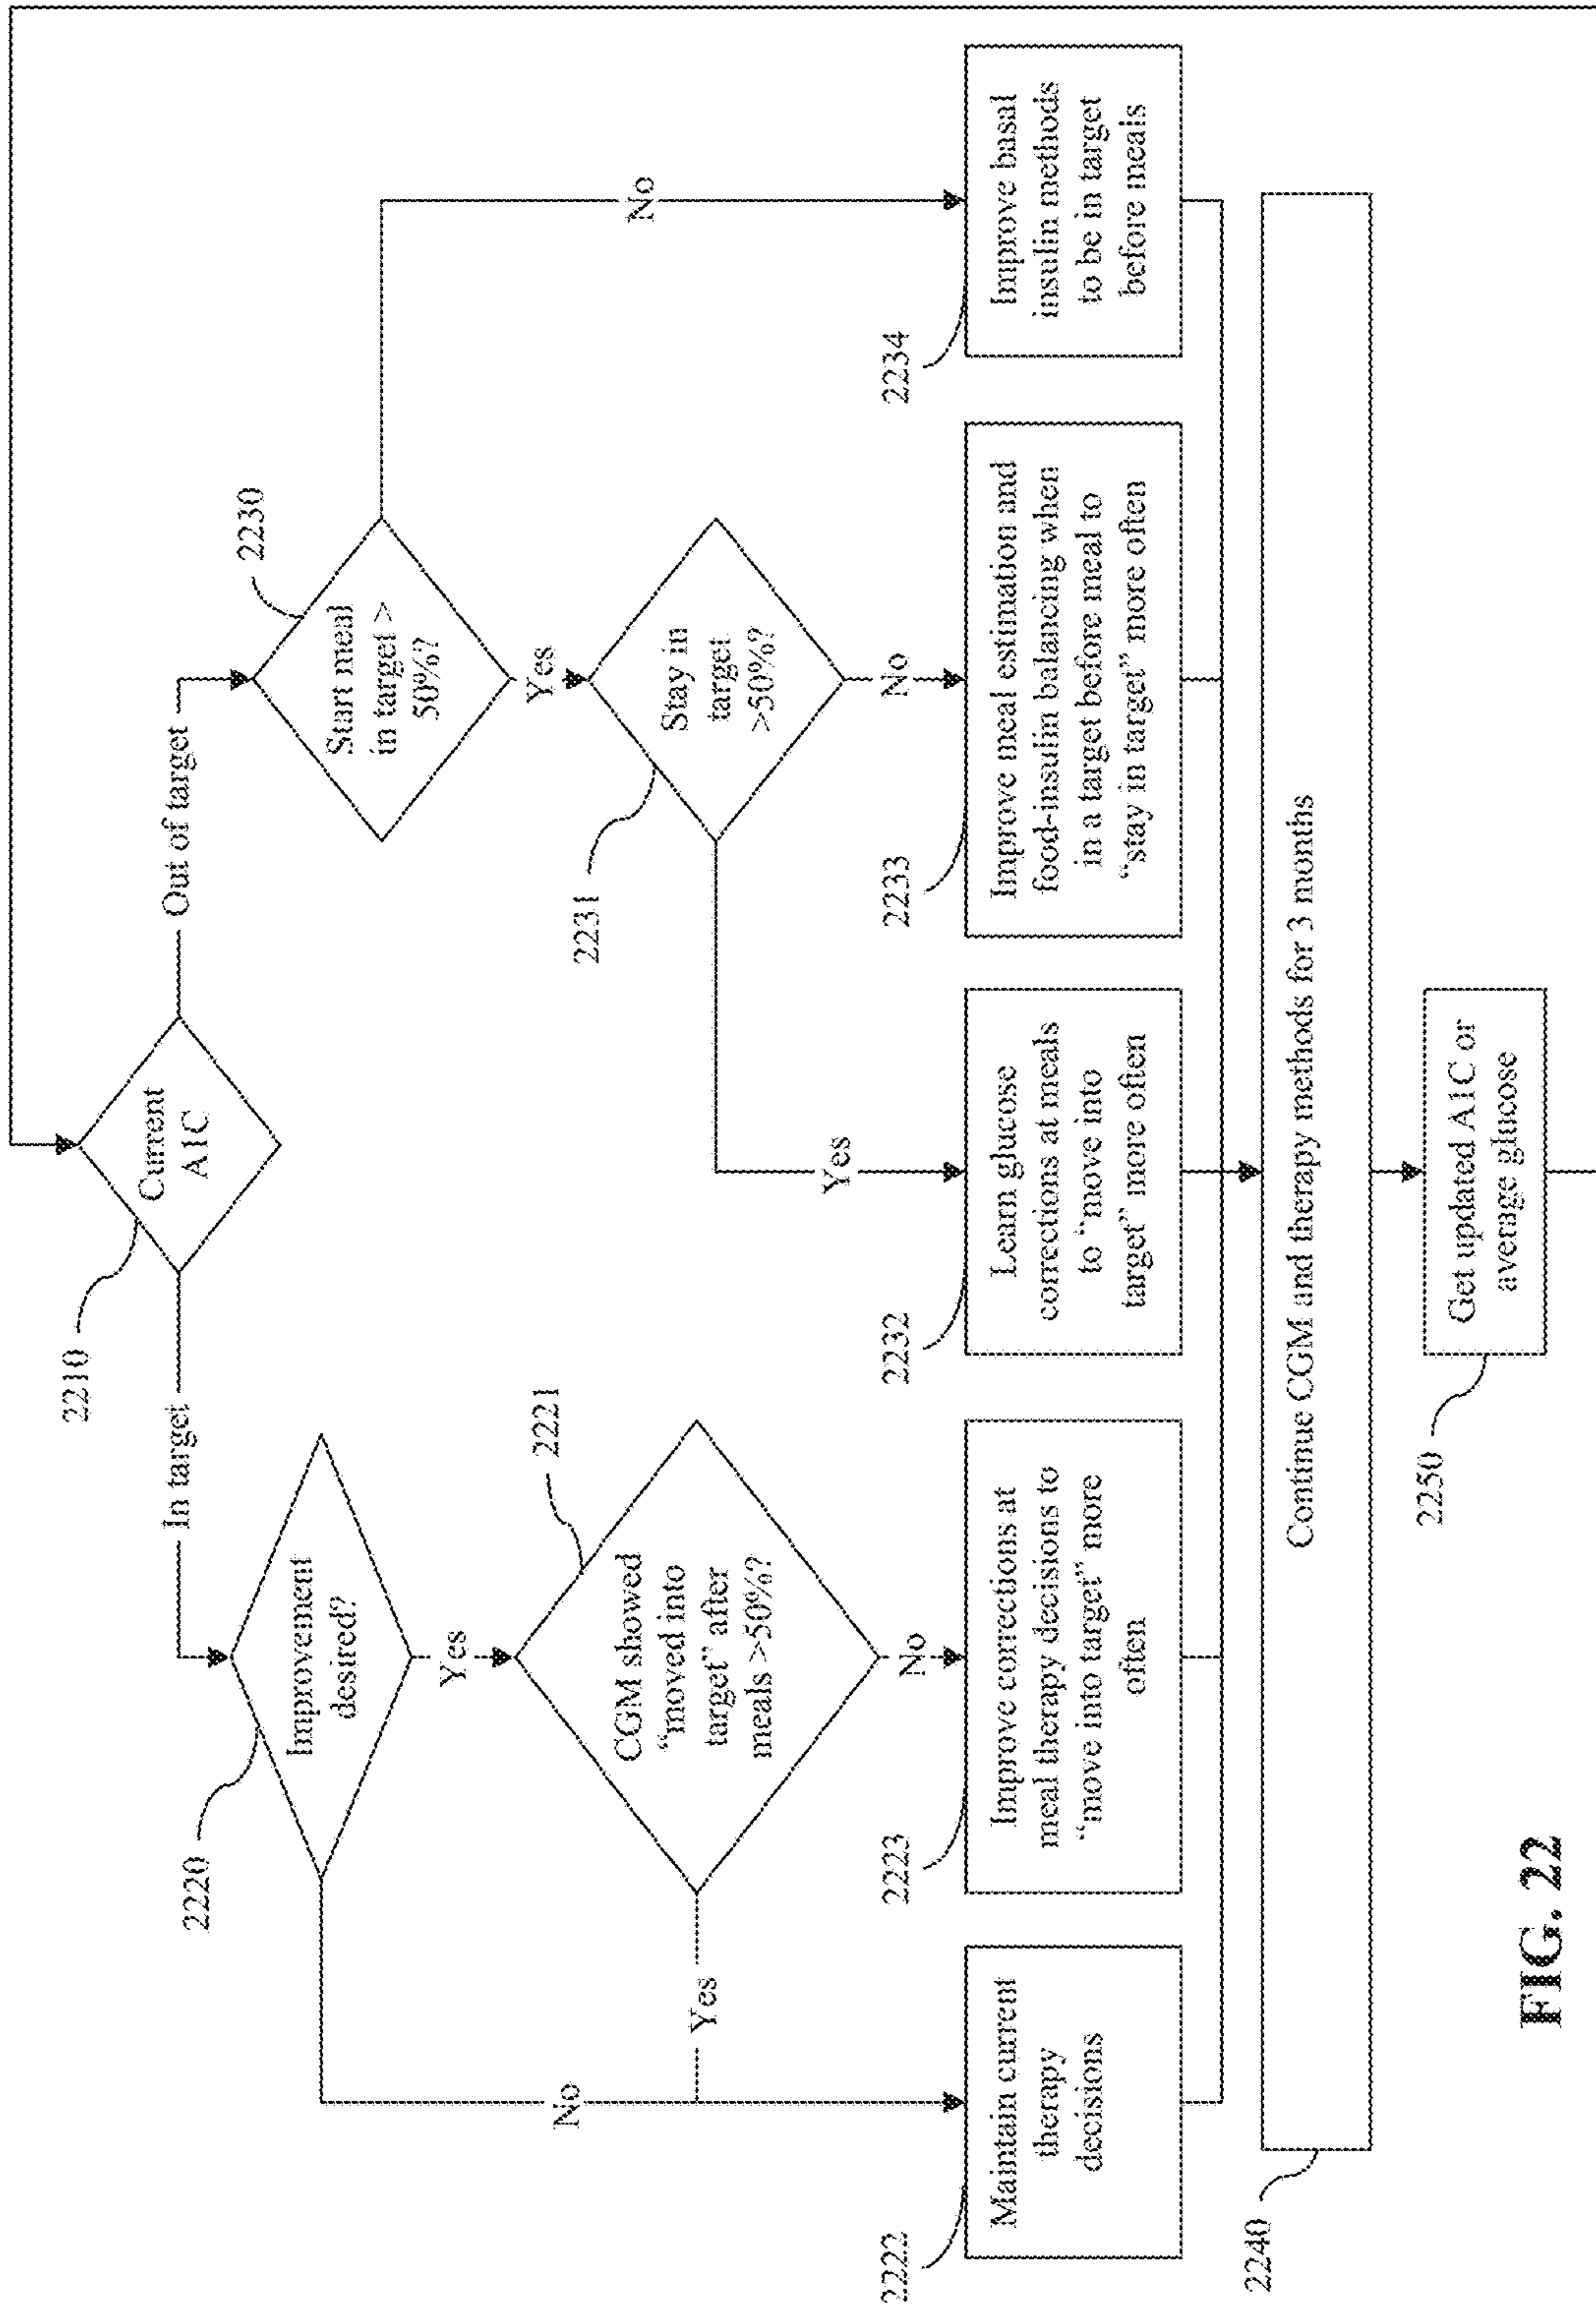 2210
Current
A1C
In target
Out of target
2220
Improvement
desired?
2230
Start meal
in target >
50%?
No
Yes
Yes
No
2221
CGM showed
“moved into
target” after
meals >50%?
2231
Stay in
target
>50%?
Yes
No
Yes
No
2222
Maintain current
therapy
decisions
2223
Improve corrections at
meal therapy decisions to
“move into target” more
often
2232
Learn glucose
corrections at meals
to “move into
target” more often
2233
Improve meal estimation and
food-insulin balancing when
in a target before meal to
“stay in target” more often
2234
Improve basal
insulin methods
to be in target
before meals
2240
Continue CGM and therapy methods for 3 months
2250
Get updated A1C or
average glucose
FIG. 22